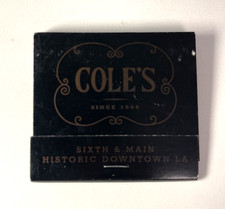 COLE'S
SINCE 1908
SIXTH & MAIN
HISTORIC DOWNTOWN LA